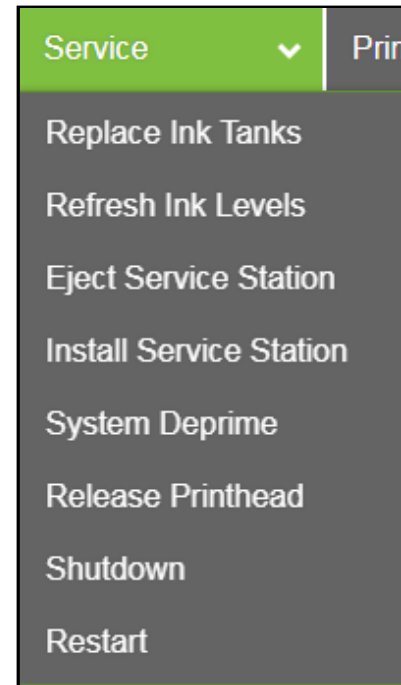 Service
Prin
Replace Ink Tanks
Refresh Ink Levels
Eject Service Station
Install Service Station
System Deprime
Release Printhead
Shutdown
Restart